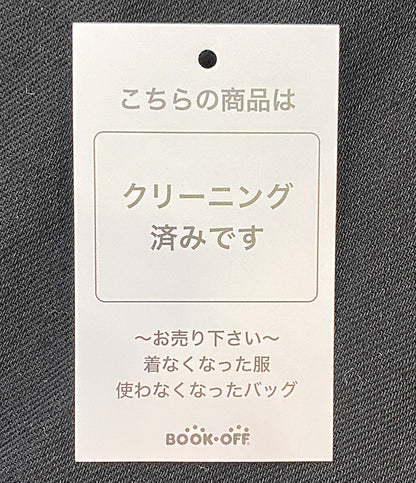 こちらの商品は
クリーニング
済みです
～お売り下さい～
着なくなった服
使わなくなったバッグ
BOOK・OFF